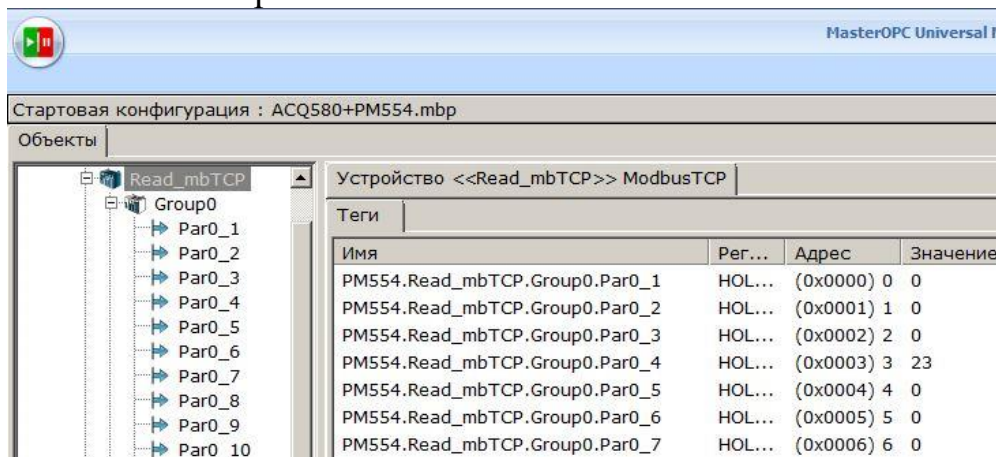 MasterOPC Universal
Стартовая конфигурация : ACQ580+PM554.mbp
Объекты
Read_mbTCP
Group0
Par0_1
Par0_2
Par0_3
Par0_4
Par0_5
Par0_6
Par0_7
Par0_8
Par0_9
Par0_10
Устройство <<Read_mbTCP>> ModbusTCP
Теги
Имя Рег... Адрес Значение
PM554.Read_mbTCP.Group0.Par0_1 HOL... (0x0000) 0 0
PM554.Read_mbTCP.Group0.Par0_2 HOL... (0x0001) 1 0
PM554.Read_mbTCP.Group0.Par0_3 HOL... (0x0002) 2 0
PM554.Read_mbTCP.Group0.Par0_4 HOL... (0x0003) 3 23
PM554.Read_mbTCP.Group0.Par0_5 HOL... (0x0004) 4 0
PM554.Read_mbTCP.Group0.Par0_6 HOL... (0x0005) 5 0
PM554.Read_mbTCP.Group0.Par0_7 HOL... (0x0006) 6 0